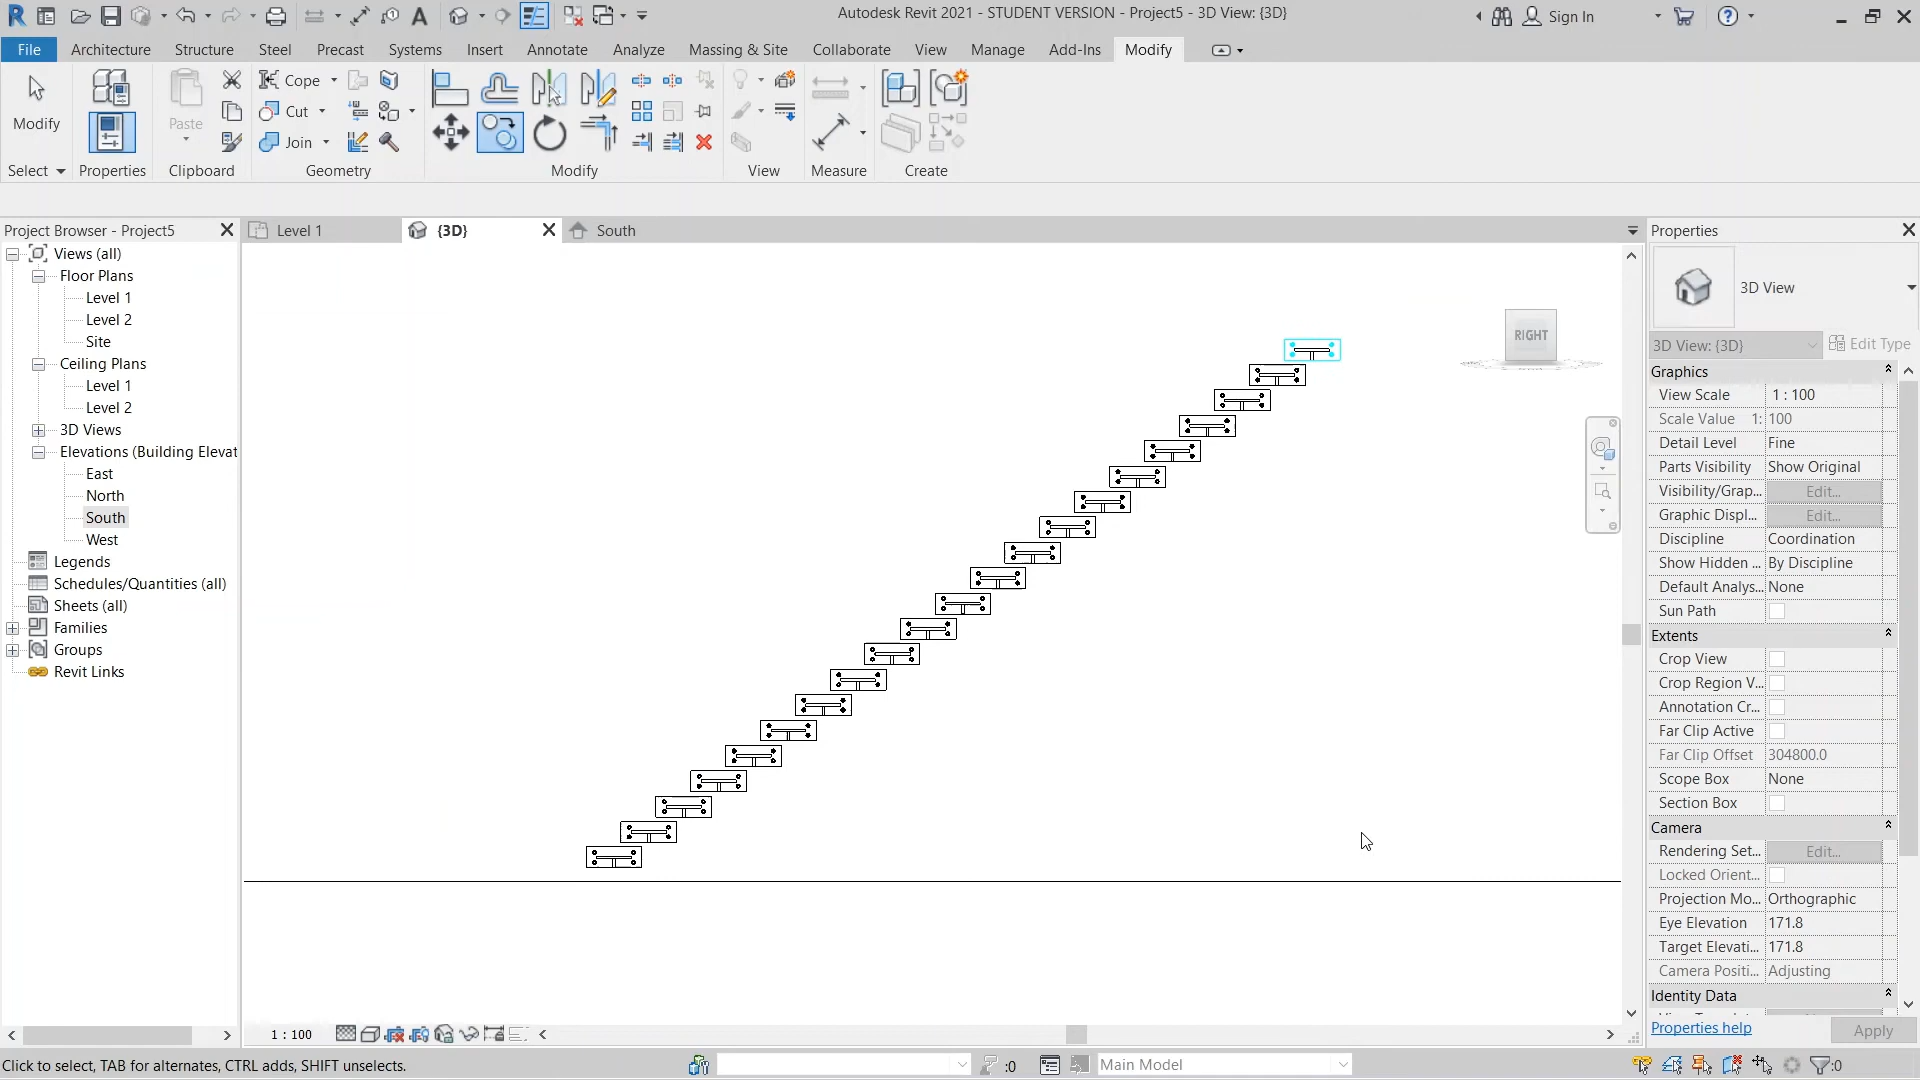 Autodesk Revit 2021 - STUDENT VERSION - Project5 - 3D View: {3D}
Sign In
File Architecture Structure Steel Precast Systems Insert Annotate Analyze Massing & Site Collaborate View Manage Add-Ins Modify
Modify
Paste
Cope
Cut
Join
Select Properties Clipboard Geometry Modify View Measure Create
Project Browser - Project5
Views (all)
Floor Plans
Level 1
Level 2
Site
Ceiling Plans
Level 1
Level 2
3D Views
Elevations (Building Elevat
East
North
South
West
Legends
Schedules/Quantities (all)
Sheets (all)
Families
Groups
Revit Links
Level 1
{3D}
South
RIGHT
Properties
3D View
3D View: {3D}
Edit Type
Graphics
View Scale 1 : 100
Scale Value 1: 100
Detail Level Fine
Parts Visibility Show Original
Visibility/Grap... Edit...
Graphic Displ... Edit...
Discipline Coordination
Show Hidden ... By Discipline
Default Analys... None
Sun Path
Extents
Crop View
Crop Region V...
Annotation Cr...
Far Clip Active
Far Clip Offset 304800.0
Scope Box None
Section Box
Camera
Rendering Set... Edit...
Locked Orient...
Projection Mo... Orthographic
Eye Elevation 171.8
Target Elevati... 171.8
Camera Positi... Adjusting
Identity Data
Properties help
Apply
1 : 100
Click to select, TAB for alternates, CTRL adds, SHIFT unselects.
:0
Main Model
:0